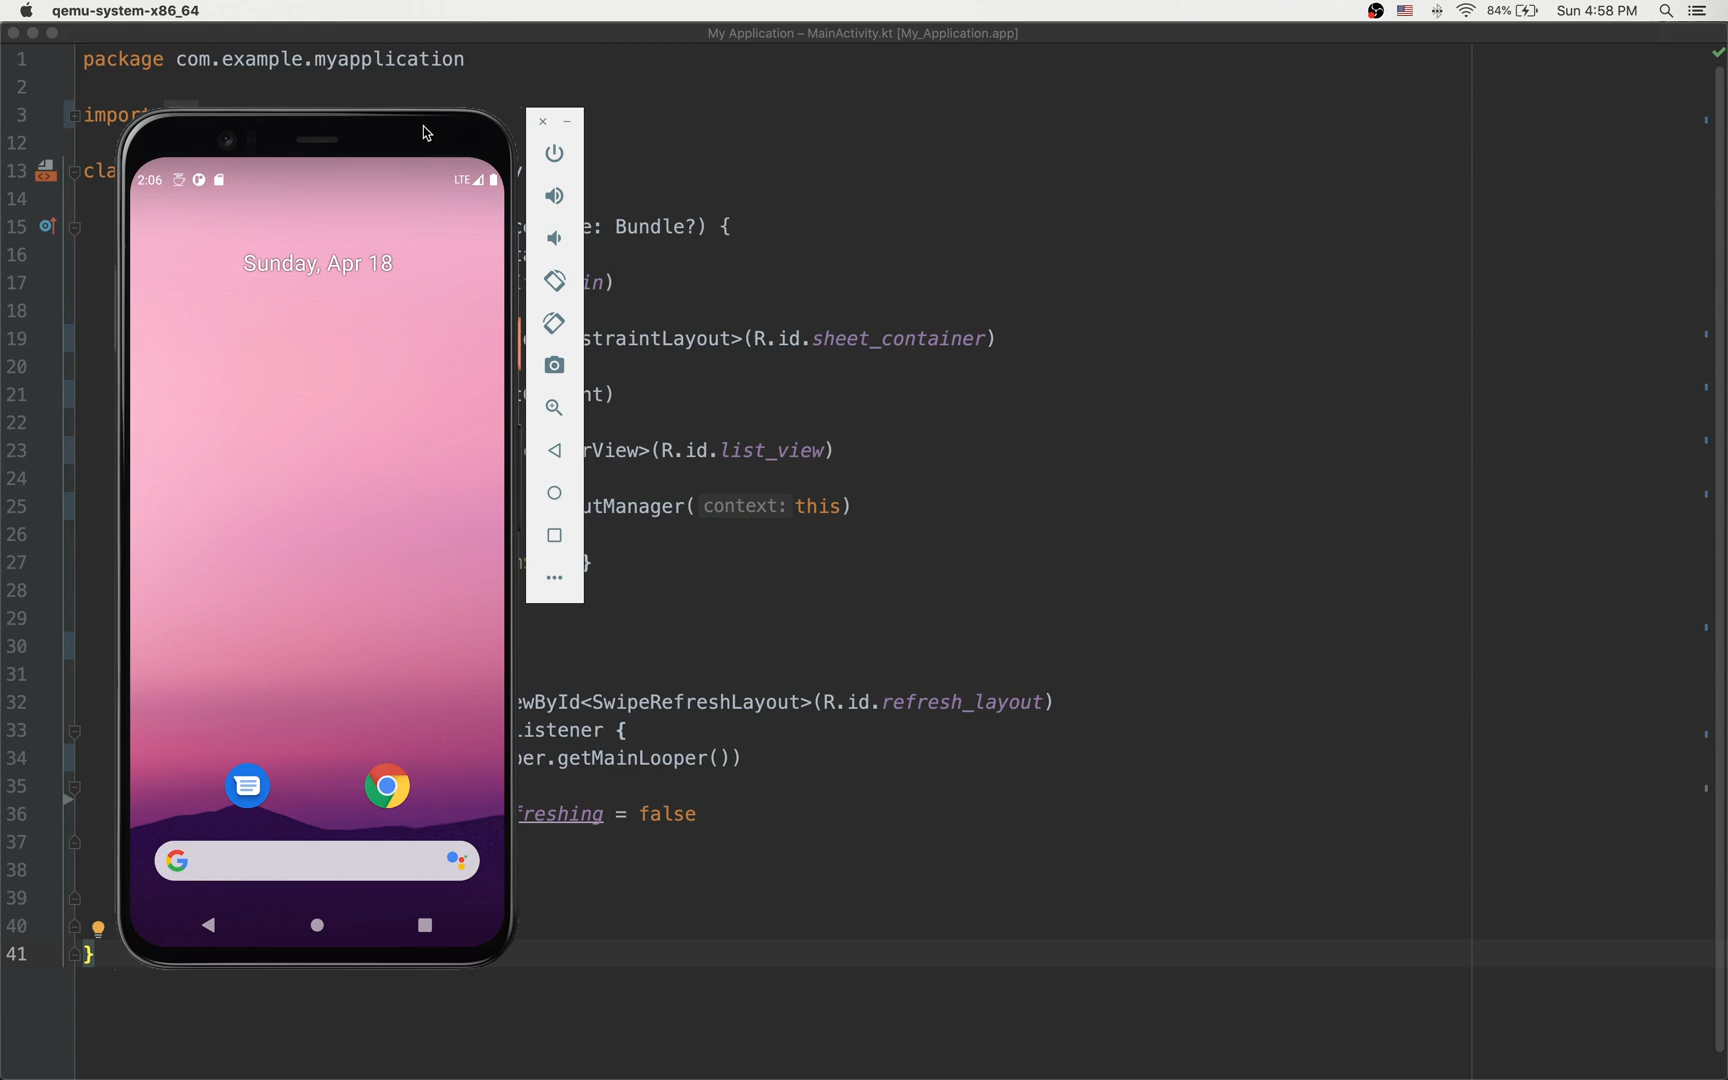 qemu-system-x86_64
84%
Sun 4:58 PM
My Application – MainActivity.kt [My_Application.app]
1 package com.example.myapplication
2
3 import
12
13 cla
14
15 e: Bundle?) {
16
17 in)
18
19 straintLayout>(R.id.sheet_container)
20
21 nt)
22
23 rView>(R.id.list_view)
24
25 utManager( context: this)
26
27 }
28
29
30
31
32 ewById<SwipeRefreshLayout>(R.id.refresh_layout)
33 istener {
34 per.getMainLooper())
35
36 freshing = false
37
38
39
40
41 }
2:06
LTE
Sunday, Apr 18